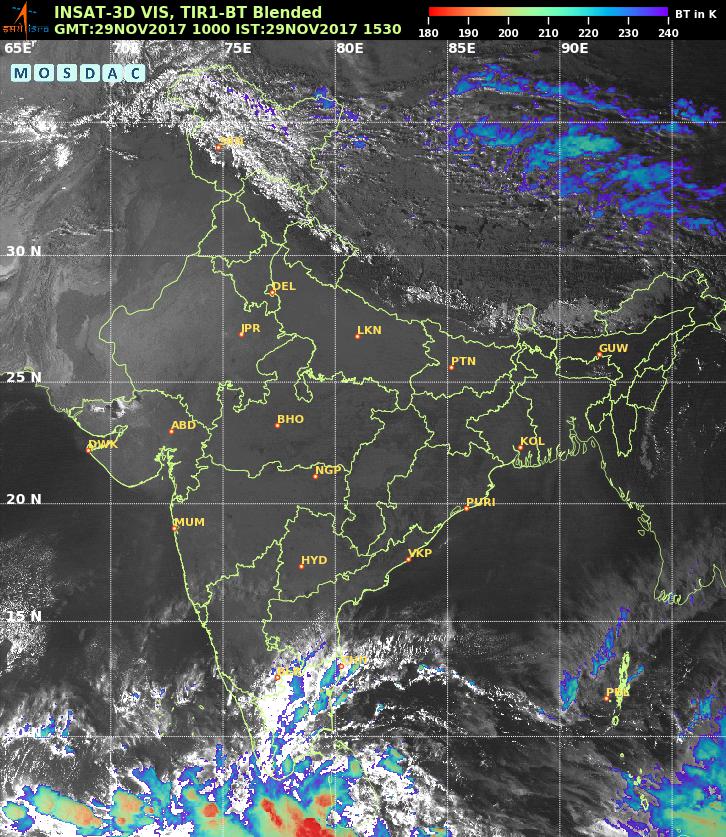 INSAT-3D VIS, TIR1-BT Blended
GMT:29NOV2017 1000 IST:29NOV2017 1530
BT in K
180 190 200 210 220 230 240
65E 70E 75E 80E 85E 90E
MOSDAC
30 N
DEL
JPR LKN
GUW
PTN
25 N
ABD BHO
DWK KOL
NGP
20 N
PURI
MUM
HYD VKP
15 N
10 N